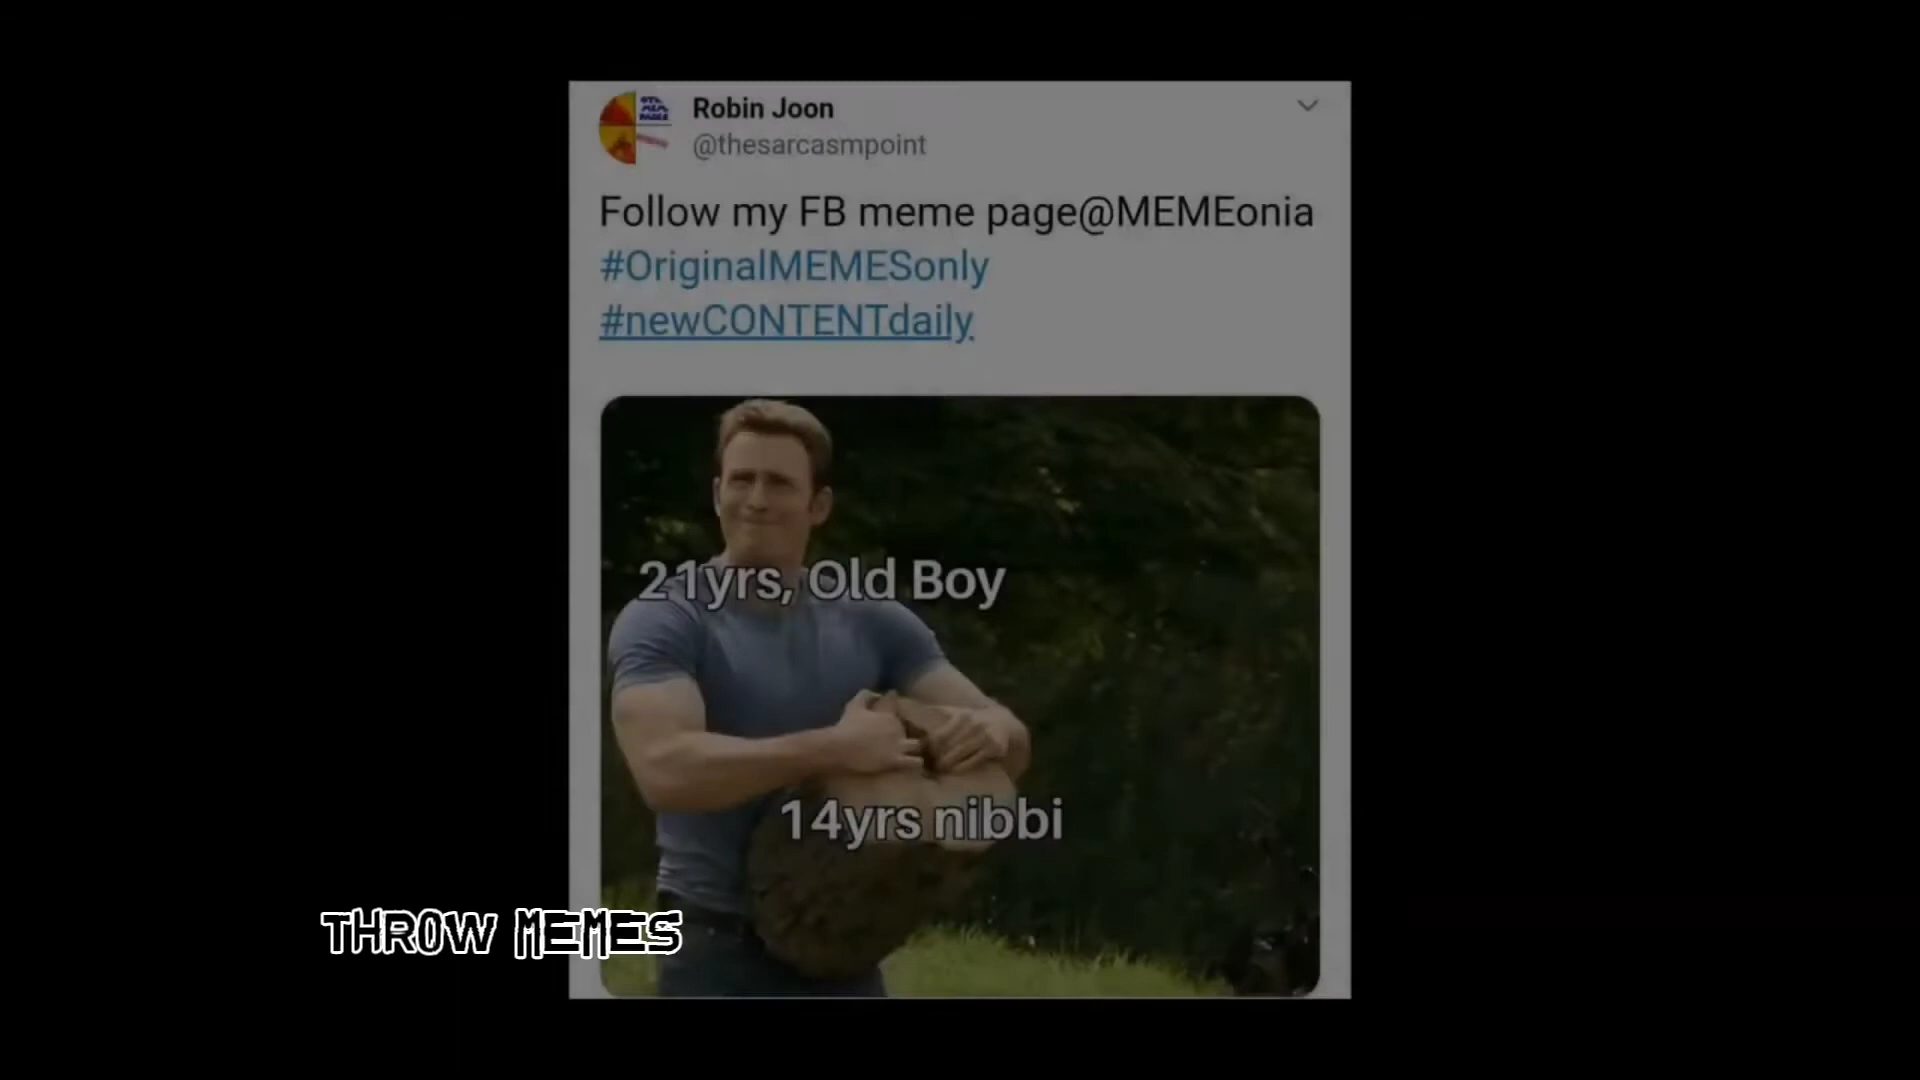 Robin Joon
@thesarcasmpoint
Follow my FB meme page@MEMEonia
#OriginalMEMESonly
#newCONTENTdaily
21yrs, Old Boy
14yrs nibbi
THROW MEMES